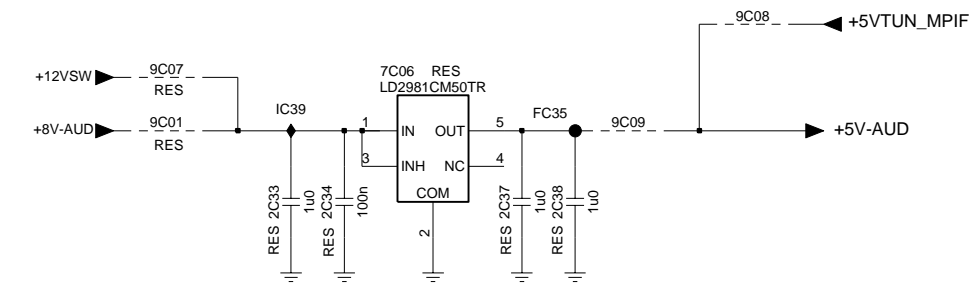 9C08
+5VTUN_MPIF
+12VSW
9C07
RES
7C06 RES
LD2981CM50TR
+8V-AUD
9C01
RES
IC39
1
IN
OUT
5
FC35
9C09
+5V-AUD
3
INH
NC
4
COM
2
RES 2C33
1u0
RES 2C34
100n
RES 2C37
1u0
RES 2C38
1u0